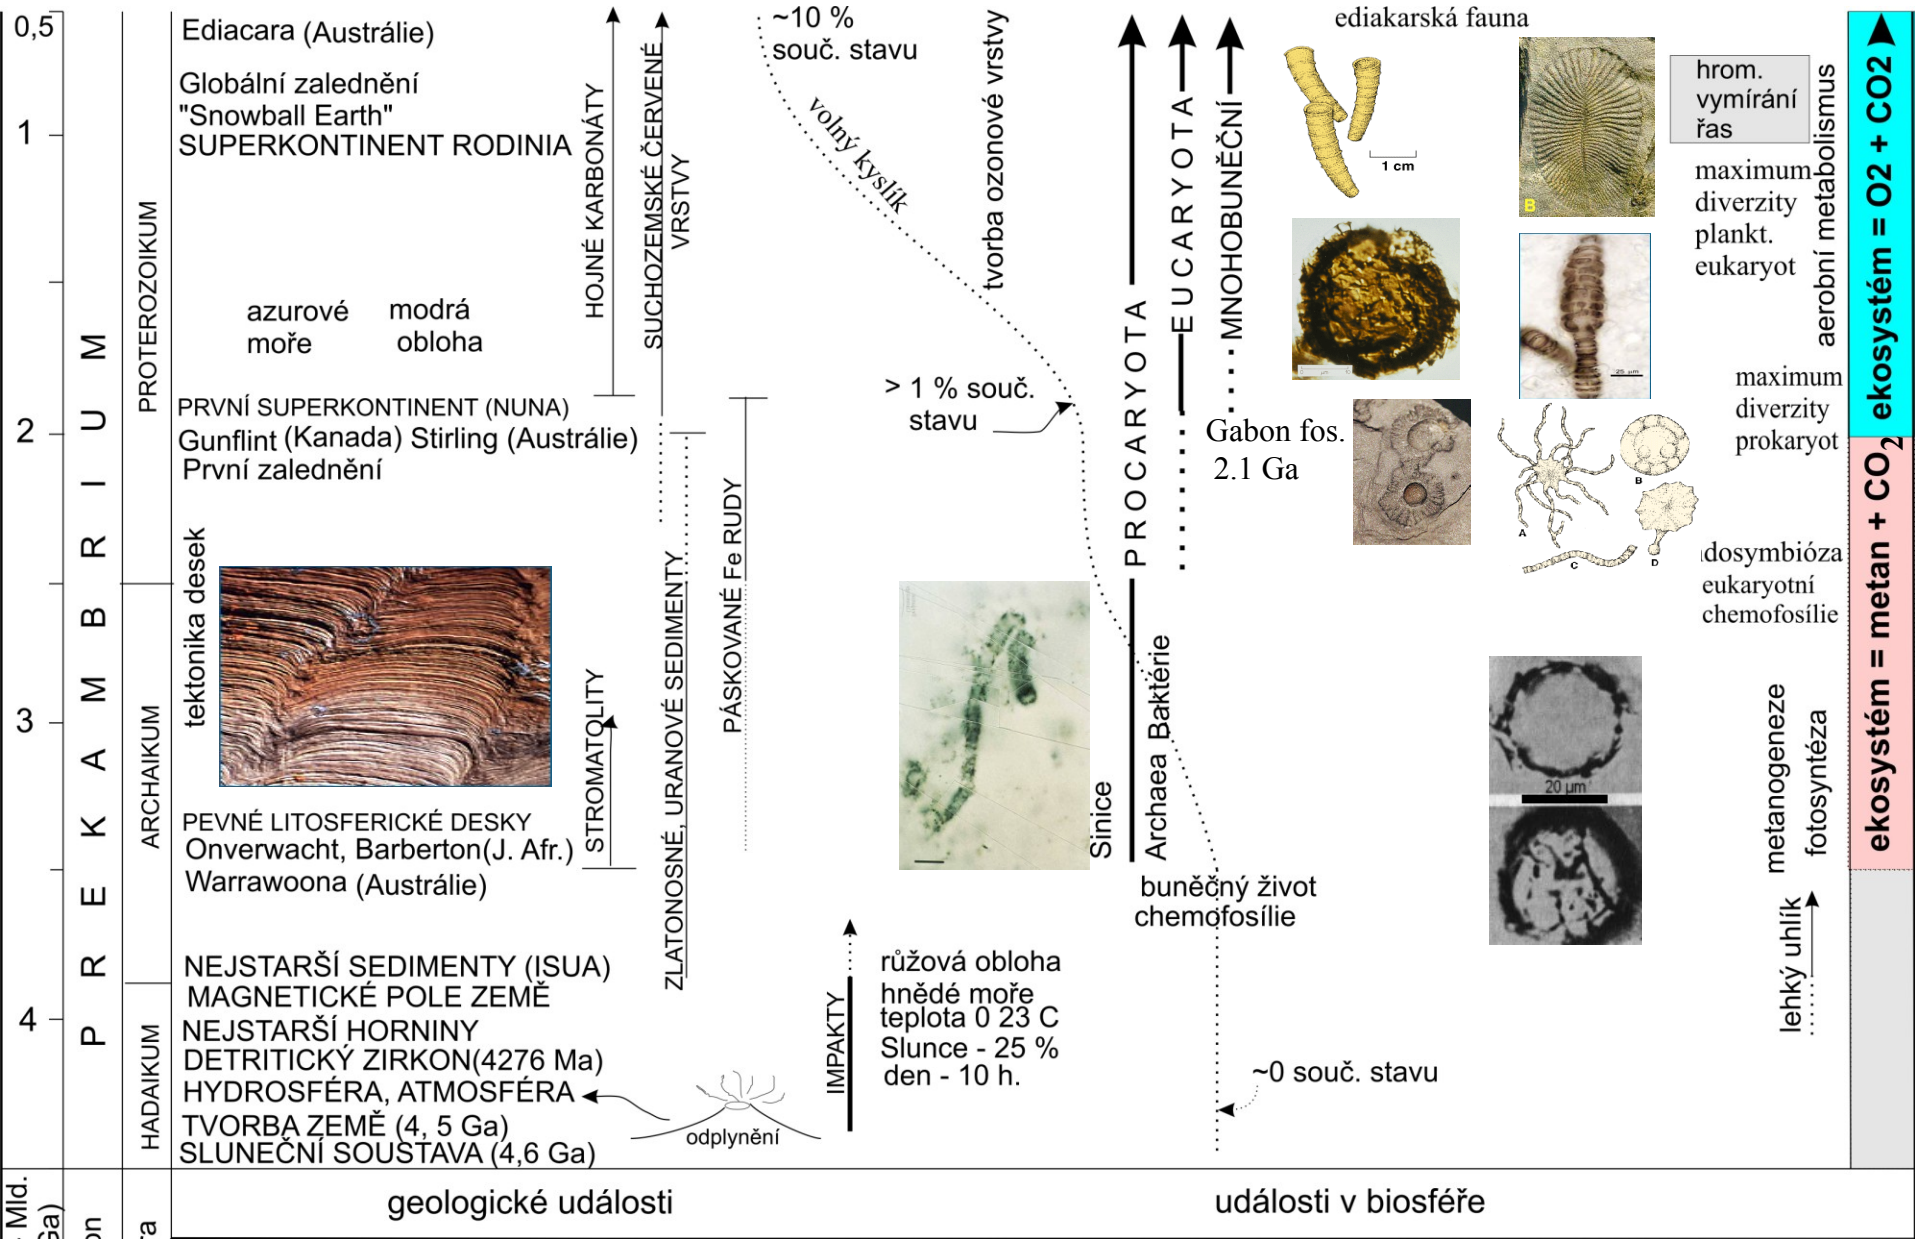 0,5
1
2
3
4
Mld.
Ga)
P R E K A M B R I U M
on
PROTEROZOIKUM
ARCHAIKUM
HADAIKUM
ra
Ediacara (Austrálie)
Globální zalednění
"Snowball Earth"
SUPERKONTINENT RODINIA
azurové
moře
modrá
obloha
PRVNÍ SUPERKONTINENT (NUNA)
Gunflint (Kanada) Stirling (Austrálie)
První zalednění
tektonika desek
PEVNÉ LITOSFERICKÉ DESKY
Onverwacht, Barberton(J. Afr.)
Warrawoona (Austrálie)
NEJSTARŠÍ SEDIMENTY (ISUA)
MAGNETICKÉ POLE ZEMĚ
NEJSTARŠÍ HORNINY
DETRITICKÝ ZIRKON(4276 Ma)
HYDROSFÉRA, ATMOSFÉRA
TVORBA ZEMĚ (4, 5 Ga)
SLUNEČNÍ SOUSTAVA (4,6 Ga)
odplynění
HOJNÉ KARBONÁTY
SUCHOZEMSKÉ ČERVENÉ
VRSTVY
STROMATOLITY
ZLATONOSNÉ, URANOVÉ SEDIMENTY
PÁSKOVANÉ Fe RUDY
IMPAKTY
~10 %
souč. stavu
volný kyslík
tvorba ozonové vrstvy
> 1 % souč.
stavu
růžová obloha
hnědé moře
teplota 0 23 C
Slunce - 25 %
den - 10 h.
~0 souč. stavu
P R O C A R Y O T A
E U C A R Y O T A
MNOHOBUNĚČNÍ
Sinice
Archaea Baktérie
buněčný život
chemofosílie
ediakarská fauna
1 cm
B
25 µm
Gabon fos.
2.1 Ga
A
B
C
D
20 µm
hrom.
vymírání
řas
maximum
diverzity
plankt.
eukaryot
aerobní metabolismus
maximum
diverzity
prokaryot
dosymbióza
eukaryotní
chemofosílie
metanogeneze
fotosyntéza
lehký uhlík
ekosystém = O2 + CO2
ekosystém = metan + CO2
geologické události
události v biosféře